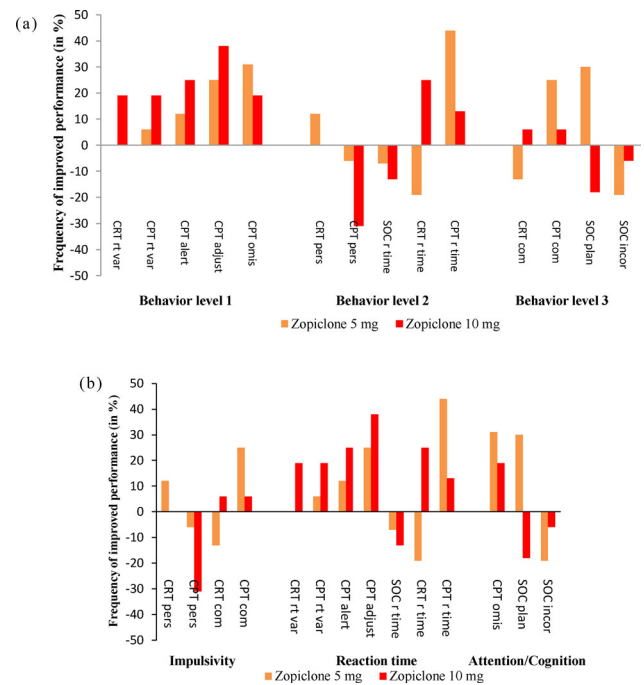 (a)
Frequency of improved performance (in %)
50
40
30
20
10
0
-10
-20
-30
-40
-50
CRT rt var
CPT rt var
CPT alert
CPT adjust
CPT omis
CRT pers
CPT pers
SOC r time
CRT r time
CPT r time
CRT com
CPT com
SOC plan
SOC incor
Behavior level 1 Behavior level 2 Behavior level 3
Zopiclone 5 mg Zopiclone 10 mg
(b)
Frequency of improved performance (in %)
50
40
30
20
10
0
-10
-20
-30
-40
-50
CRT pers
CPT pers
CRT com
CPT com
CRT rt var
CPT rt var
CPT alert
CPT adjust
SOC r time
CRT r time
CPT r time
CPT omis
SOC plan
SOC incor
Impulsivity Reaction time Attention/Cognition
Zopiclone 5 mg Zopiclone 10 mg